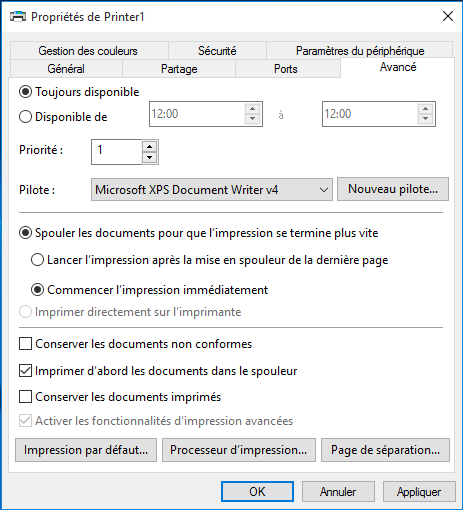 Propriétés de Printer1
Gestion des couleurs Sécurité Paramètres du périphérique
Général Partage Ports Avancé
Toujours disponible
Disponible de 12:00 à 12:00
Priorité : 1
Pilote : Microsoft XPS Document Writer v4 Nouveau pilote...
Spouler les documents pour que l'impression se termine plus vite
Lancer l'impression après la mise en spouleur de la dernière page
Commencer l'impression immédiatement
Imprimer directement sur l'imprimante
Conserver les documents non conformes
Imprimer d'abord les documents dans le spouleur
Conserver les documents imprimés
Activer les fonctionnalités d'impression avancées
Impression par défaut... Processeur d'impression... Page de séparation...
OK Annuler Appliquer